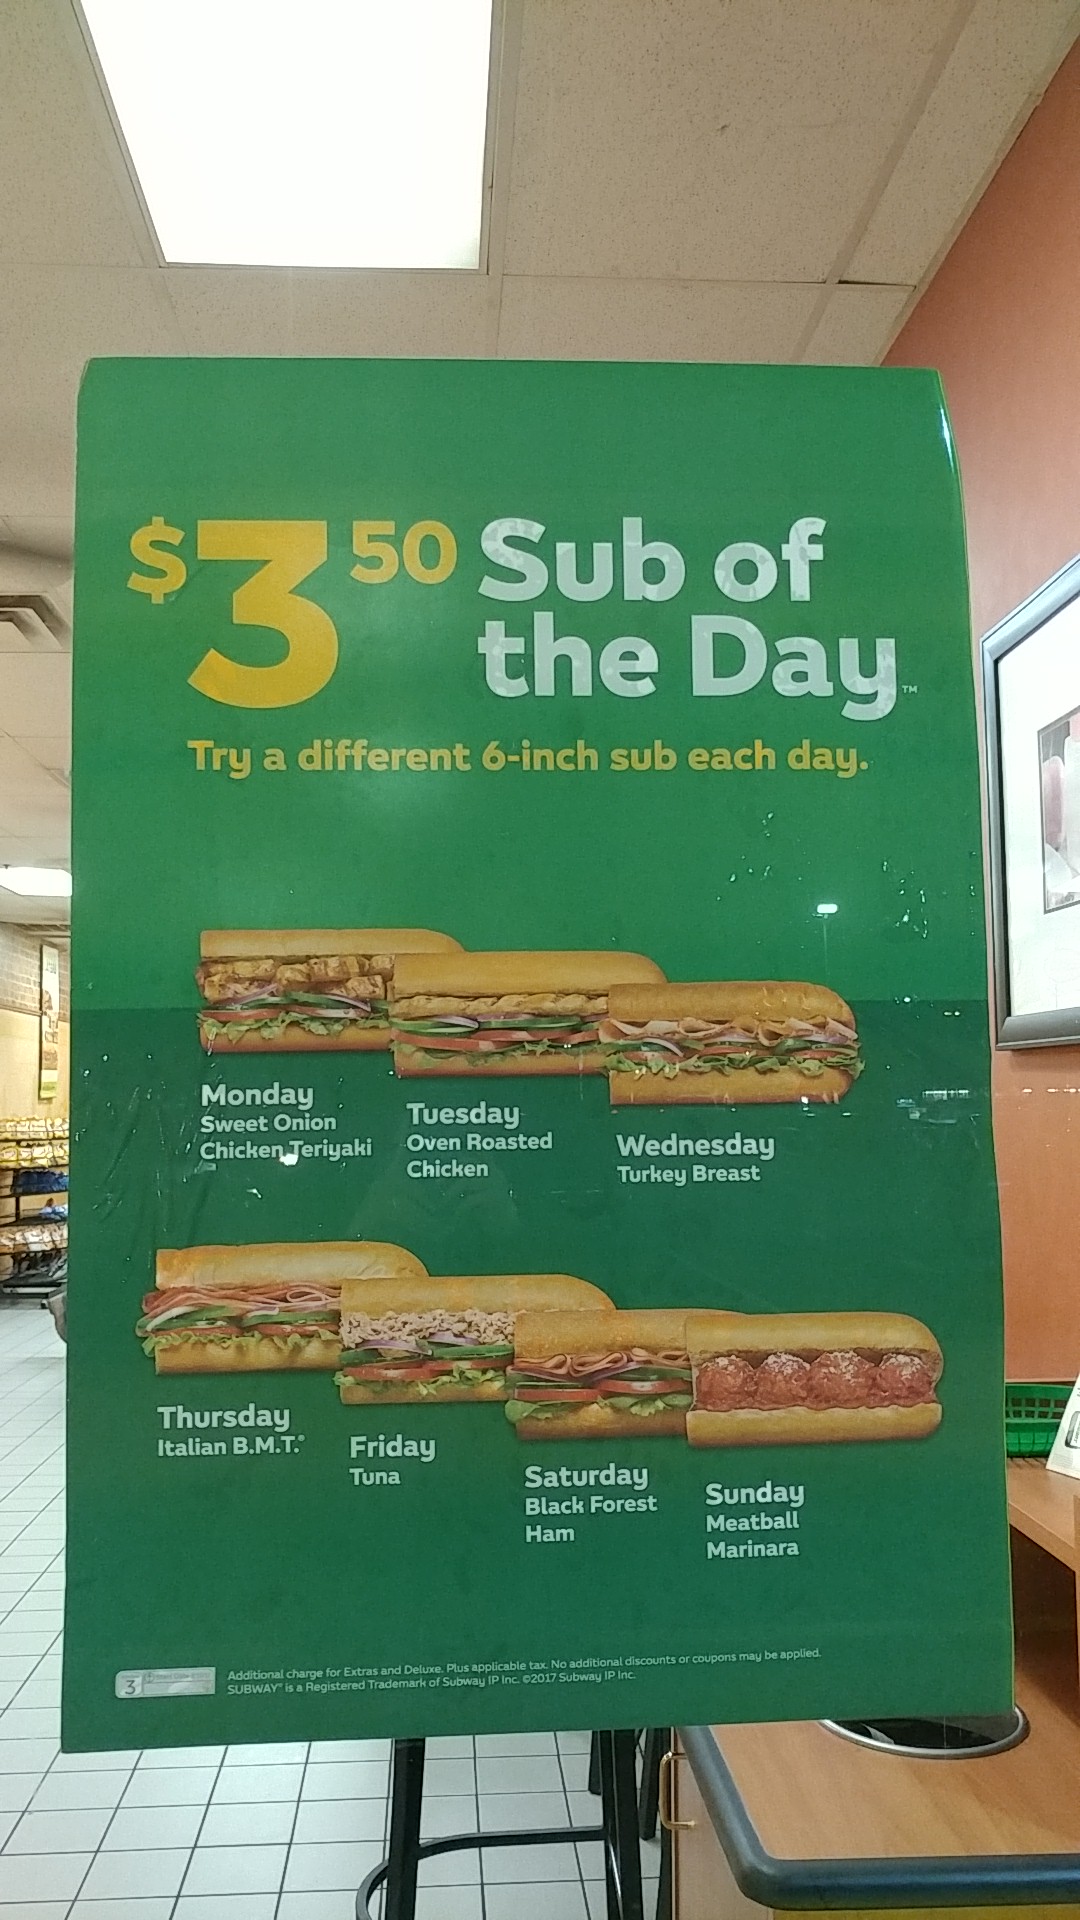 $3 50 Sub of
the Day™
Try a different 6-inch sub each day.
Monday
Sweet Onion
Chicken Teriyaki
Tuesday
Oven Roasted
Chicken
Wednesday
Turkey Breast
Thursday
Italian B.M.T.®
Friday
Tuna
Saturday
Black Forest
Ham
Sunday
Meatball
Marinara
3
Additional charge for Extras and Deluxe. Plus applicable tax. No additional discounts or coupons may be applied.
SUBWAY® is a Registered Trademark of Subway IP Inc. ©2017 Subway IP Inc.